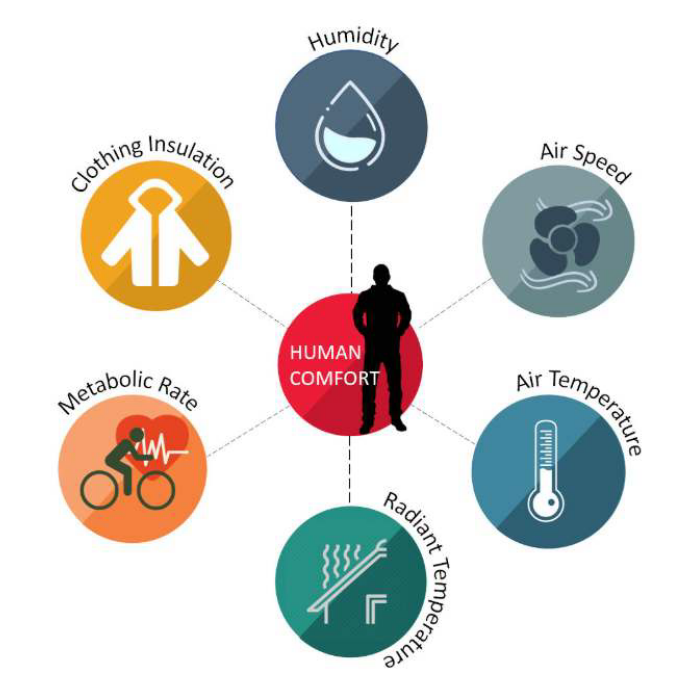 Humidity
Clothing Insulation
Air Speed
HUMAN
COMFORT
Metabolic Rate
Air Temperature
Radiant Temperature